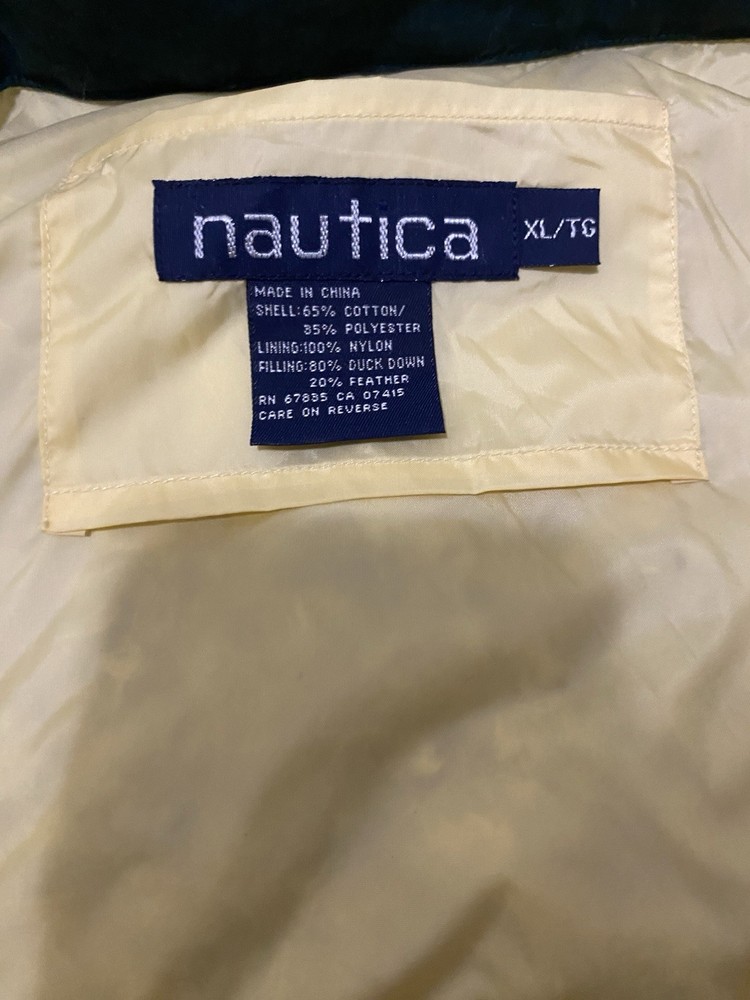 nautica
XL/TG
MADE IN CHINA
SHELL:65% COTTON/
35% POLYESTER
LINING:100% NYLON
FILLING:80% DUCK DOWN
20% FEATHER
RN 67835 CA 07415
CARE ON REVERSE